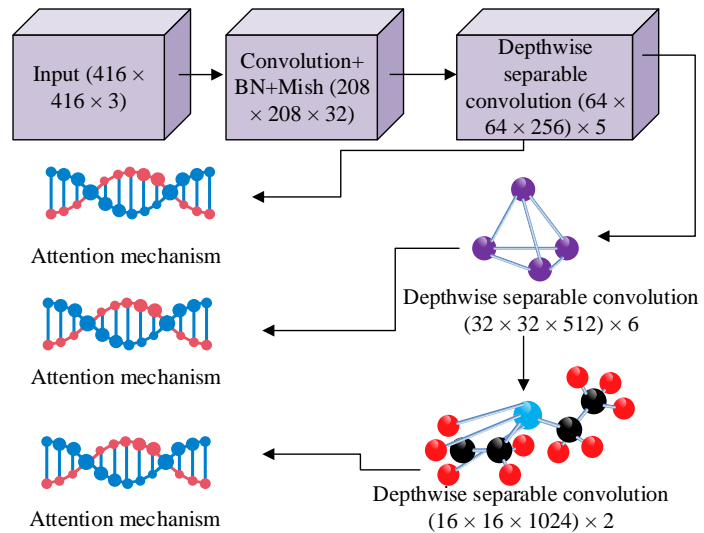 Input (416 ×
416 × 3)
Convolution+
BN+Mish (208
× 208 × 32)
Depthwise
separable
convolution (64 ×
64 × 256) × 5
Attention mechanism
Depthwise separable convolution
(32 × 32 × 512) × 6
Attention mechanism
Depthwise separable convolution
(16 × 16 × 1024) × 2
Attention mechanism